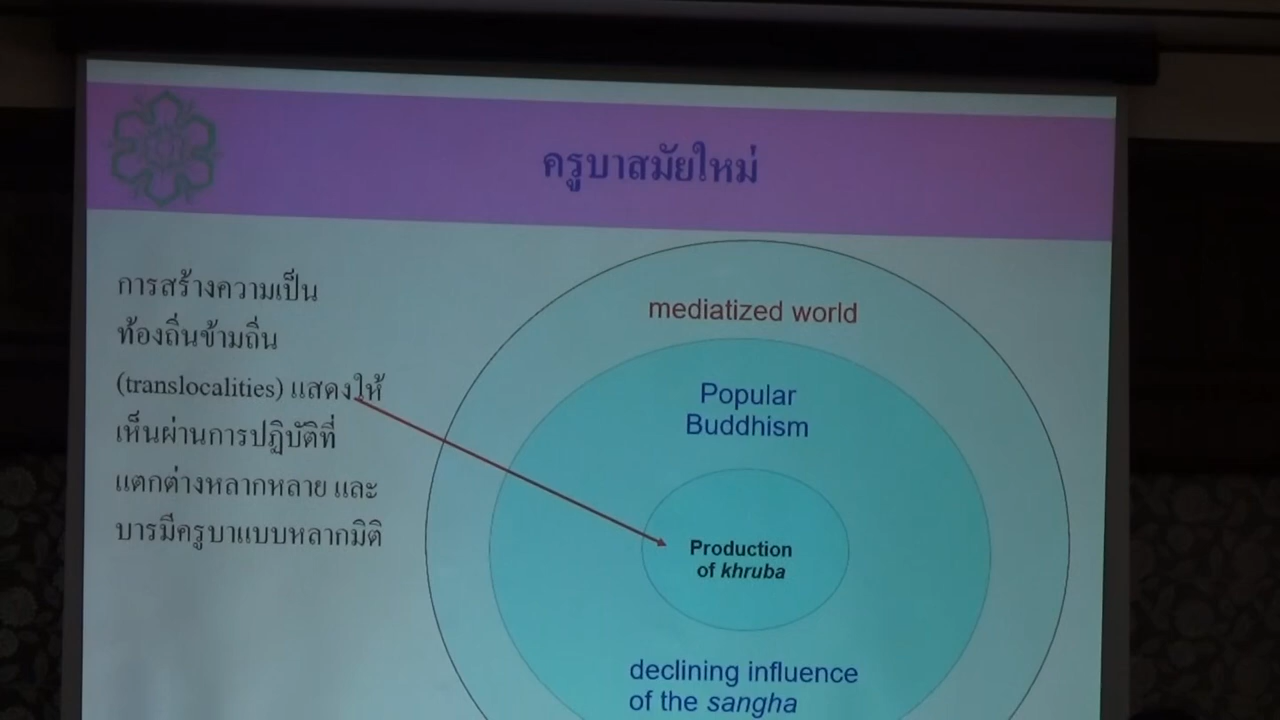 ครูบาสมัยใหม่
การสร้างความเป็น
ท้องถิ่นข้ามถิ่น
(translocalities) แสดงให้
เห็นผ่านการปฏิบัติที่
แตกต่างหลากหลาย และ
บารมีครูบาแบบหลากมิติ
mediatized world
Popular
Buddhism
Production
of khruba
declining influence
of the sangha